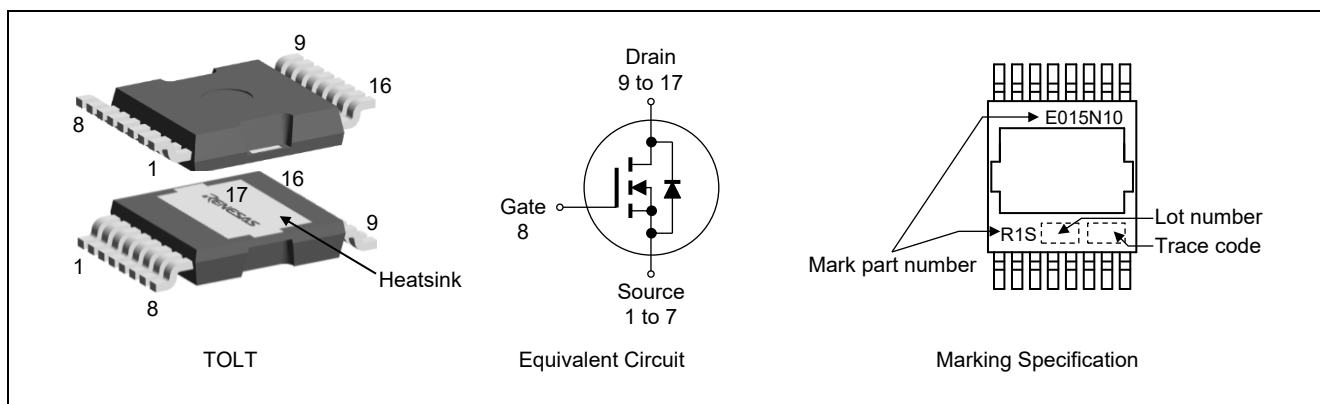 9
16
8
1
17
16
RENESAS
9
1
8
Heatsink
TOLT
Drain
9 to 17
Gate
8
Source
1 to 7
Equivalent Circuit
E015N10
R1S
Lot number
Trace code
Mark part number
Marking Specification